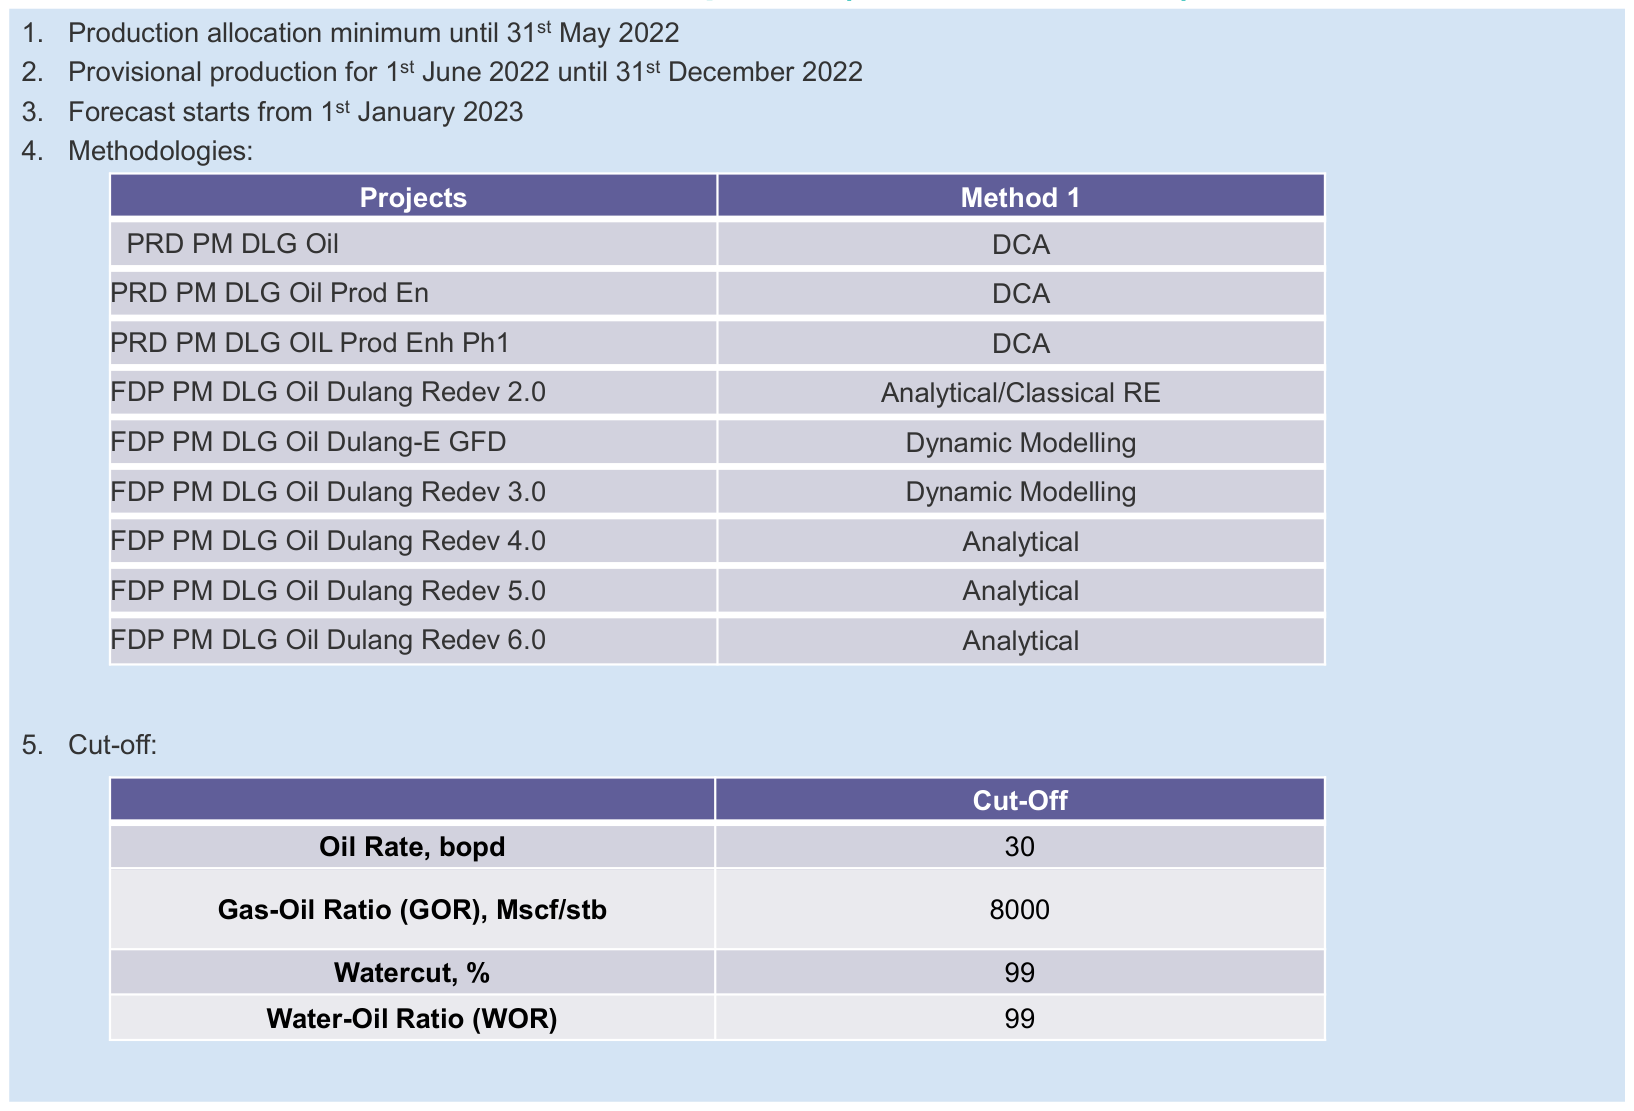 1. Production allocation minimum until 31st May 2022
2. Provisional production for 1st June 2022 until 31st December 2022
3. Forecast starts from 1st January 2023
4. Methodologies:
Projects Method 1
PRD PM DLG Oil DCA
PRD PM DLG Oil Prod En DCA
PRD PM DLG OIL Prod Enh Ph1 DCA
FDP PM DLG Oil Dulang Redev 2.0 Analytical/Classical RE
FDP PM DLG Oil Dulang-E GFD Dynamic Modelling
FDP PM DLG Oil Dulang Redev 3.0 Dynamic Modelling
FDP PM DLG Oil Dulang Redev 4.0 Analytical
FDP PM DLG Oil Dulang Redev 5.0 Analytical
FDP PM DLG Oil Dulang Redev 6.0 Analytical
5. Cut-off:
Cut-Off
Oil Rate, bopd 30
Gas-Oil Ratio (GOR), Mscf/stb 8000
Watercut, % 99
Water-Oil Ratio (WOR) 99